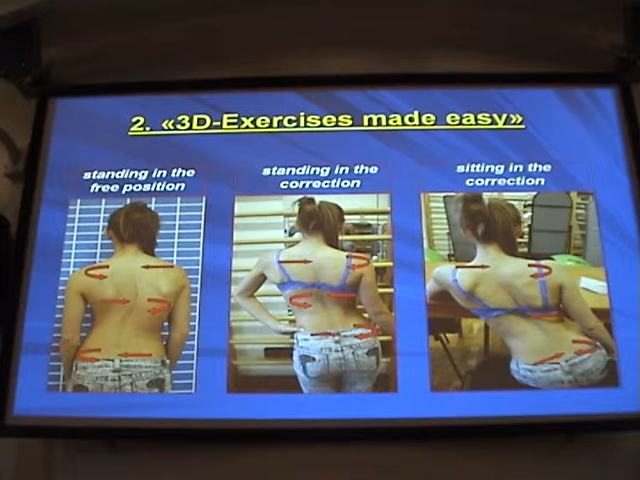 2. «3D-Exercises made easy»
standing in the
free position
standing in the
correction
sitting in the
correction